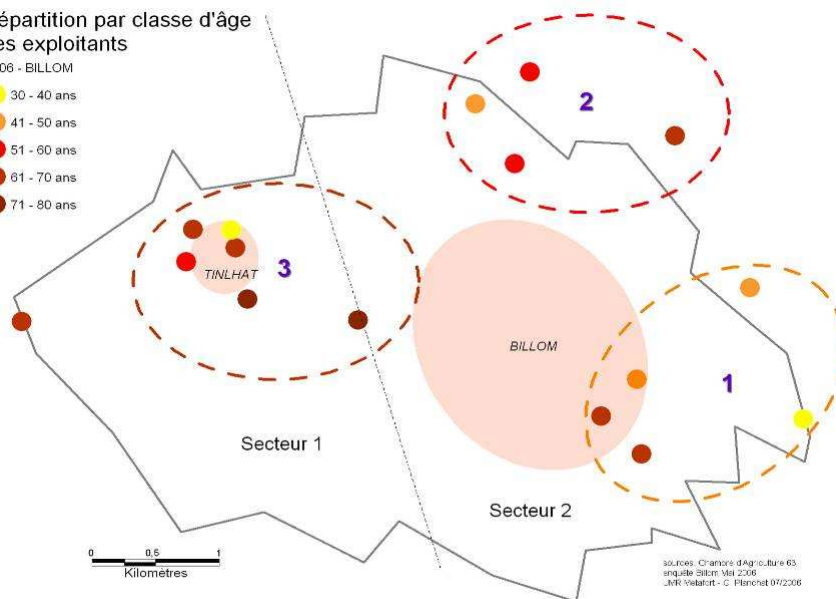 épartition par classe d'âge
es exploitants
06 - BILLOM
30 - 40 ans
41 - 50 ans
51 - 60 ans
61 - 70 ans
71 - 80 ans
2
TINLHAT
3
BILLOM
1
Secteur 1
Secteur 2
0 0,5 1
Kilomètres
sources: Chambre d'Agriculture 63
enquête Billom Mai 2006
UMR Metafort - C. Planchat 07/2006